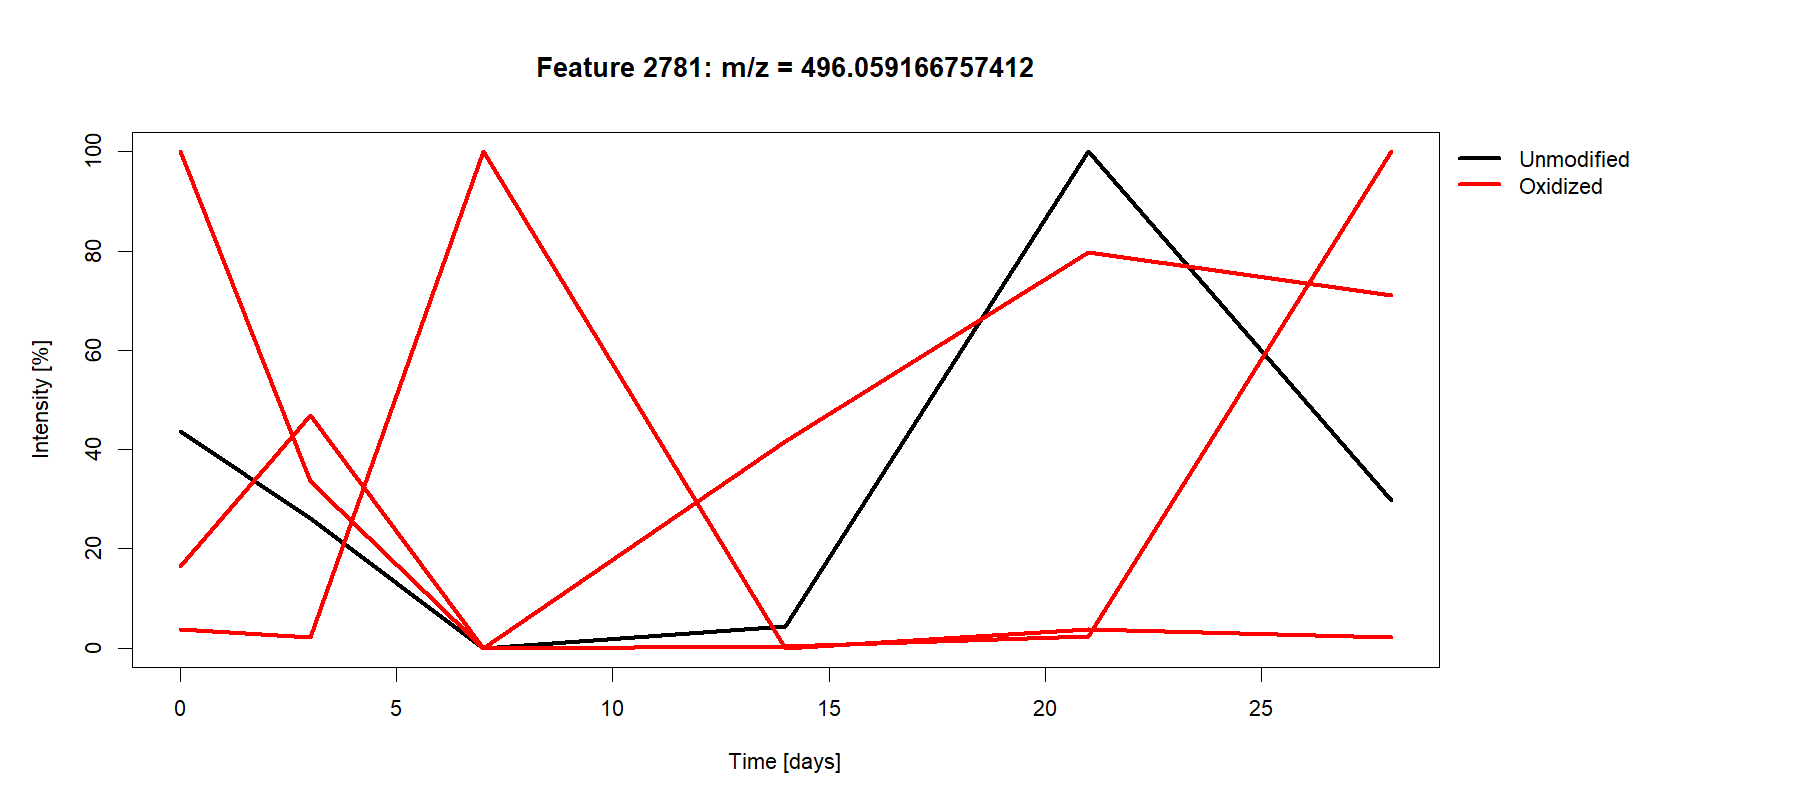 Feature 2781: m/z = 496.059166757412
Unmodified
Oxidized
100
80
60
40
20
0
Intensity [%]
0 5 10 15 20 25
Time [days]